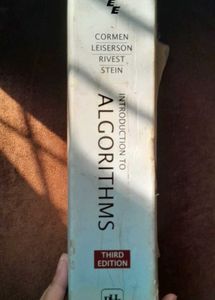 CORMEN
LEISERSON
RIVEST
STEIN
INTRODUCTION TO
ALGORITHMS
THIRD
EDITION